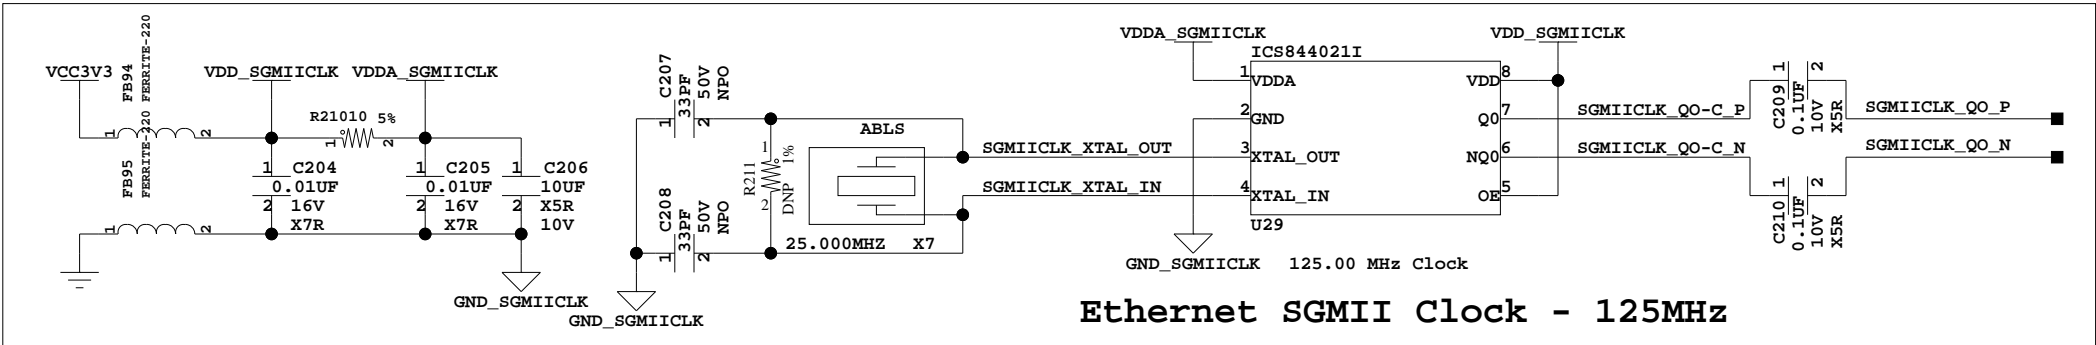 VCC3V3
FB94
FERRITE-220
FB95
FERRITE-220
1
2
1
2
VDD_SGMIICLK
VDDA_SGMIICLK
R21010 5%
1
2
1
C204
0.01UF
2
16V
X7R
1
C205
0.01UF
2
16V
X7R
1
C206
10UF
X5R
2
10V
GND_SGMIICLK
C207
33PF
50V
NPO
1
2
C208
33PF
50V
NPO
1
2
GND_SGMIICLK
R211
1
1%
2
DNP
ABLS
25.000MHZ X7
SGMIICLK_XTAL_OUT
SGMIICLK_XTAL_IN
VDDA_SGMIICLK
ICS844021I
1 VDDA
2 GND
3 XTAL_OUT
4 XTAL_IN
VDD 8
Q0 7
NQ0 6
OE 5
U29
GND_SGMIICLK
125.00 MHz Clock
VDD_SGMIICLK
SGMIICLK_QO-C_P
SGMIICLK_QO-C_N
1
2
C209
0.1UF
10V
X5R
1
2
C210
0.1UF
10V
X5R
SGMIICLK_QO_P
SGMIICLK_QO_N
Ethernet SGMII Clock - 125MHz